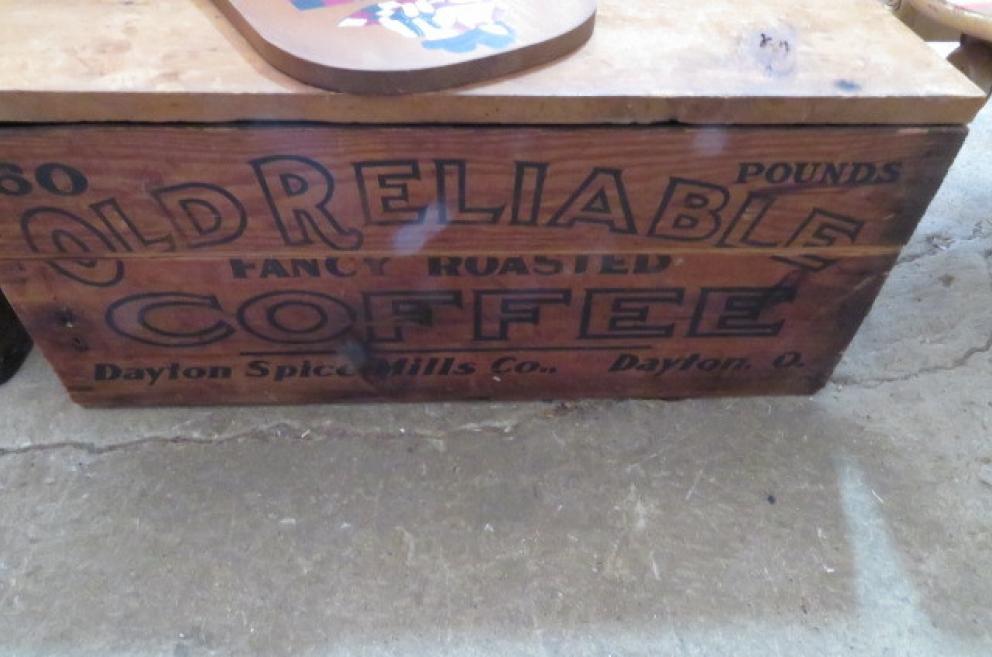 60 POUNDS
OLD RELIABLE
FANCY ROASTED
COFFEE
Dayton Spice Mills Co., Dayton, O.